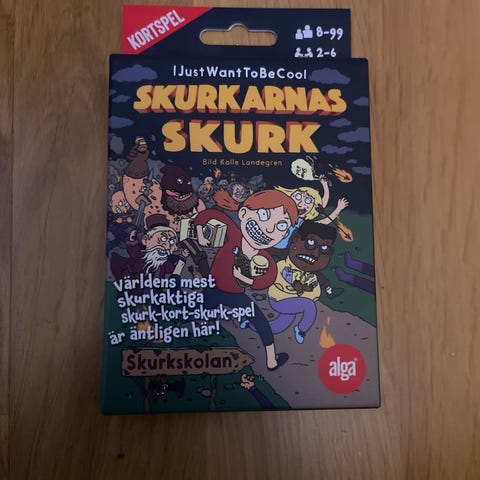 KORTSPEL
8-99
2-6
IJustWantToBeCool
SKURKARNAS
SKURK
Bild Kalle Landegren
världens mest
skurkaktiga
skurk-kort-skurk-spel
är äntligen här!
Skurkskolan
alga